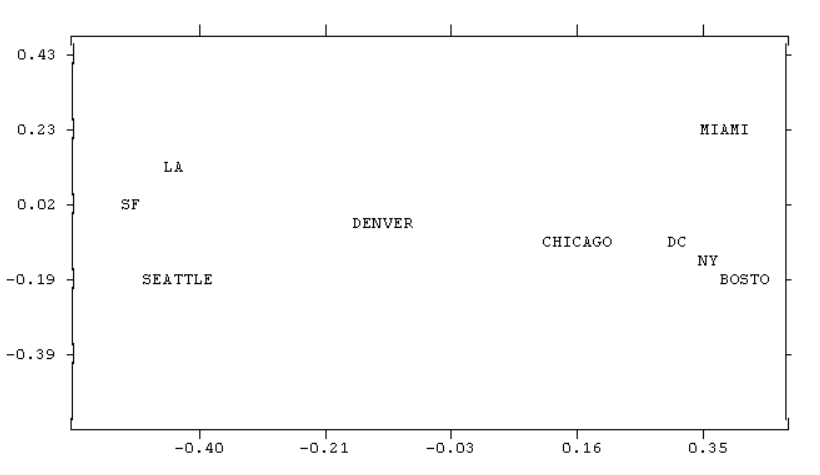 0.43
0.23 MIAMI
LA
0.02 SF
DENVER
CHICAGO DC
NY
-0.19 SEATTLE BOSTO
-0.39
-0.40 -0.21 -0.03 0.16 0.35